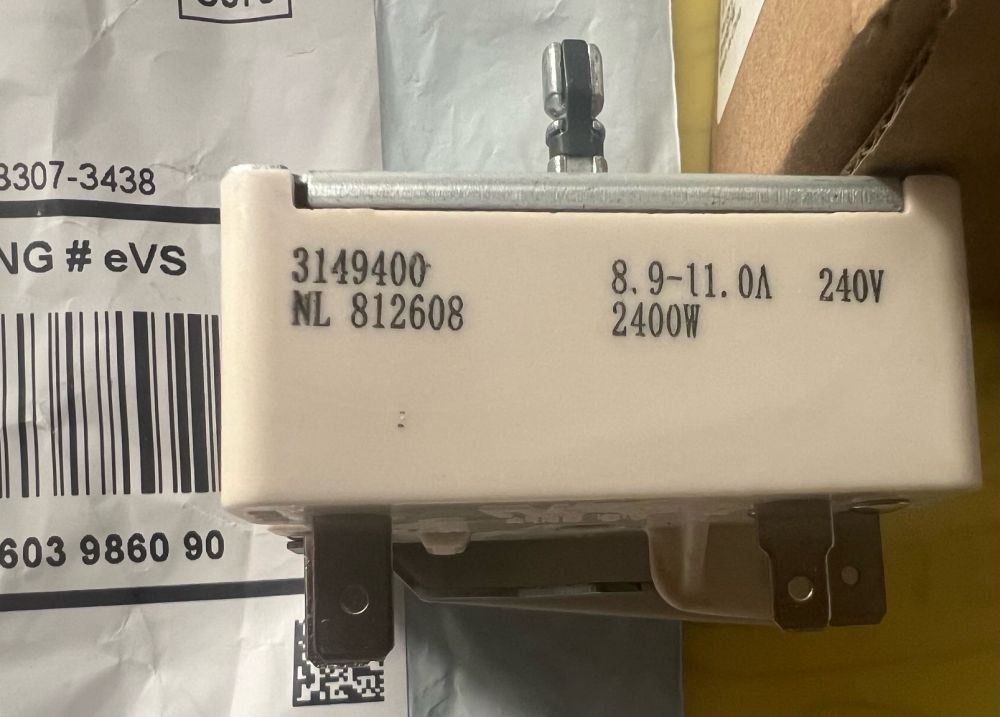 8307-3438
NG # eVS
603 9860 90
3149400
NL 812608
8.9-11.0A 240V
2400W